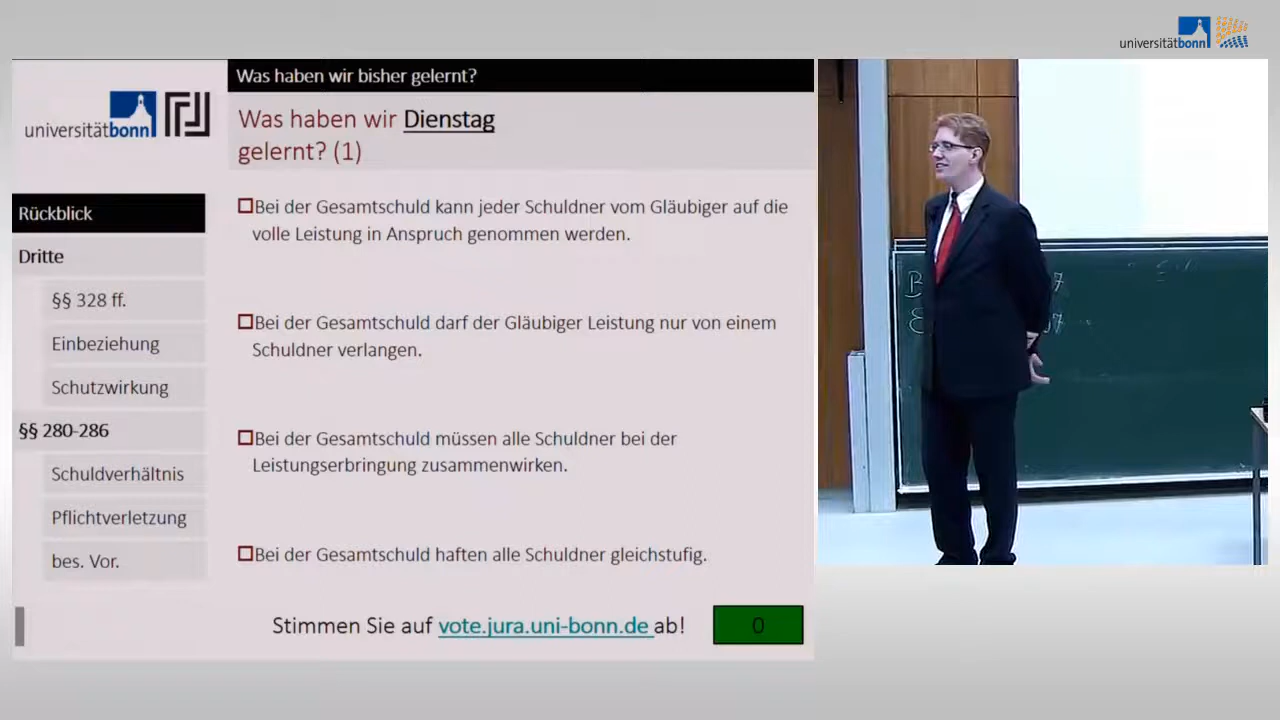 universitätbonn
Was haben wir bisher gelernt?
universitätbonn
Was haben wir Dienstag
gelernt? (1)
Rückblick
Dritte
§§ 328 ff.
Einbeziehung
Schutzwirkung
§§ 280-286
Schuldverhältnis
Pflichtverletzung
bes. Vor.
Bei der Gesamtschuld kann jeder Schuldner vom Gläubiger auf die
volle Leistung in Anspruch genommen werden.
Bei der Gesamtschuld darf der Gläubiger Leistung nur von einem
Schuldner verlangen.
Bei der Gesamtschuld müssen alle Schuldner bei der
Leistungserbringung zusammenwirken.
Bei der Gesamtschuld haften alle Schuldner gleichstufig.
Stimmen Sie auf vote.jura.uni-bonn.de ab!
0